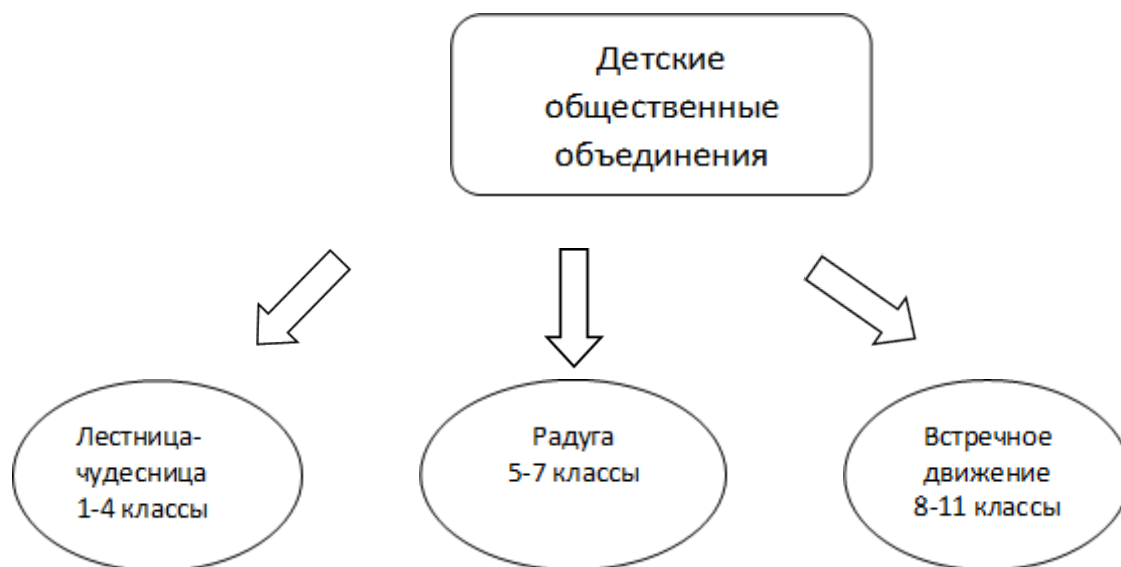 Детские
общественные
объединения
Лестница-
чудесница
1-4 классы
Радуга
5-7 классы
Встречное
движение
8-11 классы